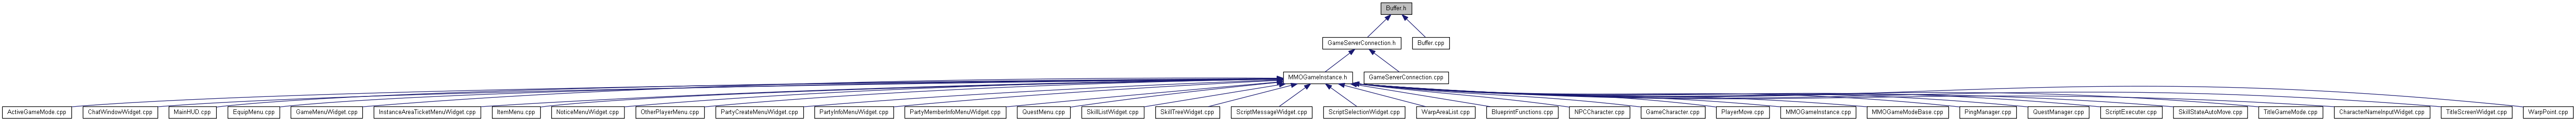 Buffer.h
GameServerConnection.h
Buffer.cpp
MMOGameInstance.h
GameServerConnection.cpp
ActiveGameMode.cpp
ChatWindowWidget.cpp
MainHUD.cpp
EquipMenu.cpp
GameMenuWidget.cpp
InstanceAreaTicketMenuWidget.cpp
ItemMenu.cpp
NoticeMenuWidget.cpp
OtherPlayerMenu.cpp
PartyCreateMenuWidget.cpp
PartyInfoMenuWidget.cpp
PartyMemberInfoMenuWidget.cpp
QuestMenu.cpp
SkillListWidget.cpp
SkillTreeWidget.cpp
ScriptMessageWidget.cpp
ScriptSelectionWidget.cpp
WarpAreaList.cpp
BlueprintFunctions.cpp
NPCCharacter.cpp
GameCharacter.cpp
PlayerMove.cpp
MMOGameInstance.cpp
MMOGameModeBase.cpp
PingManager.cpp
QuestManager.cpp
ScriptExecuter.cpp
SkillStateAutoMove.cpp
TitleGameMode.cpp
CharacterNameInputWidget.cpp
TitleScreenWidget.cpp
WarpPoint.cpp